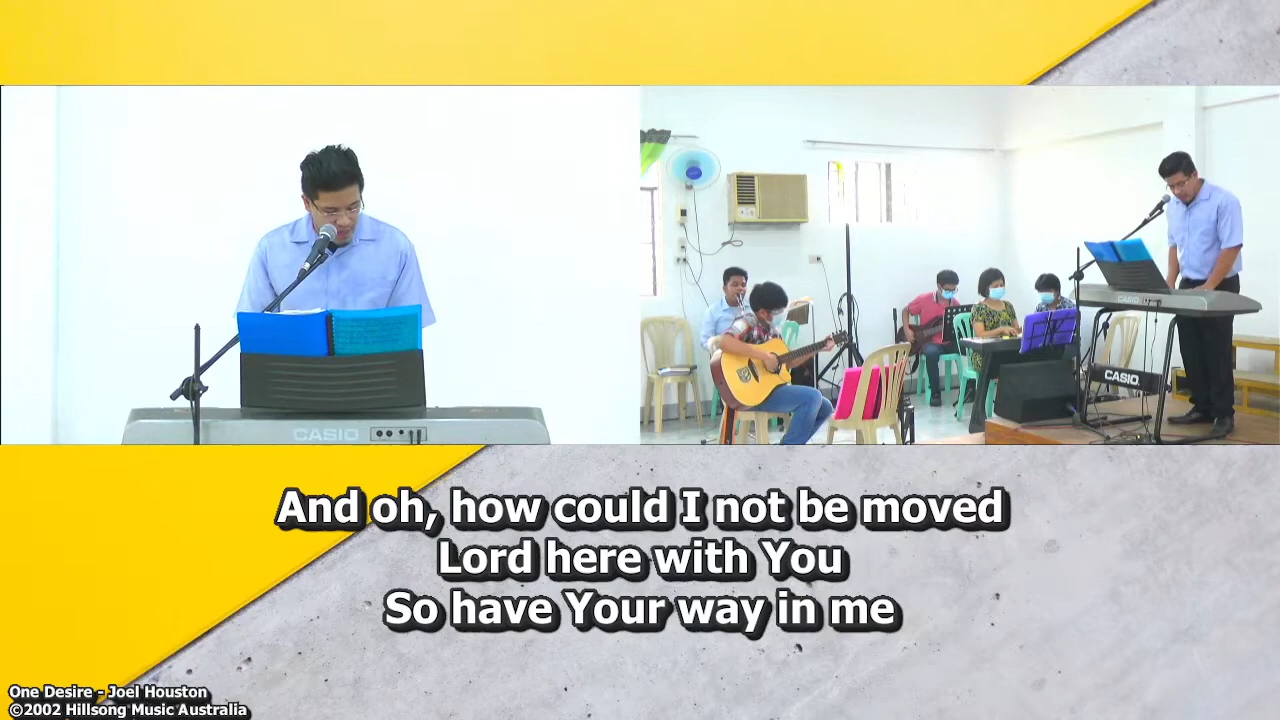 CASIO
CASIO
CASIO
And oh, how could I not be moved
Lord here with You
So have Your way in me
One Desire - Joel Houston
©2002 Hillsong Music Australia